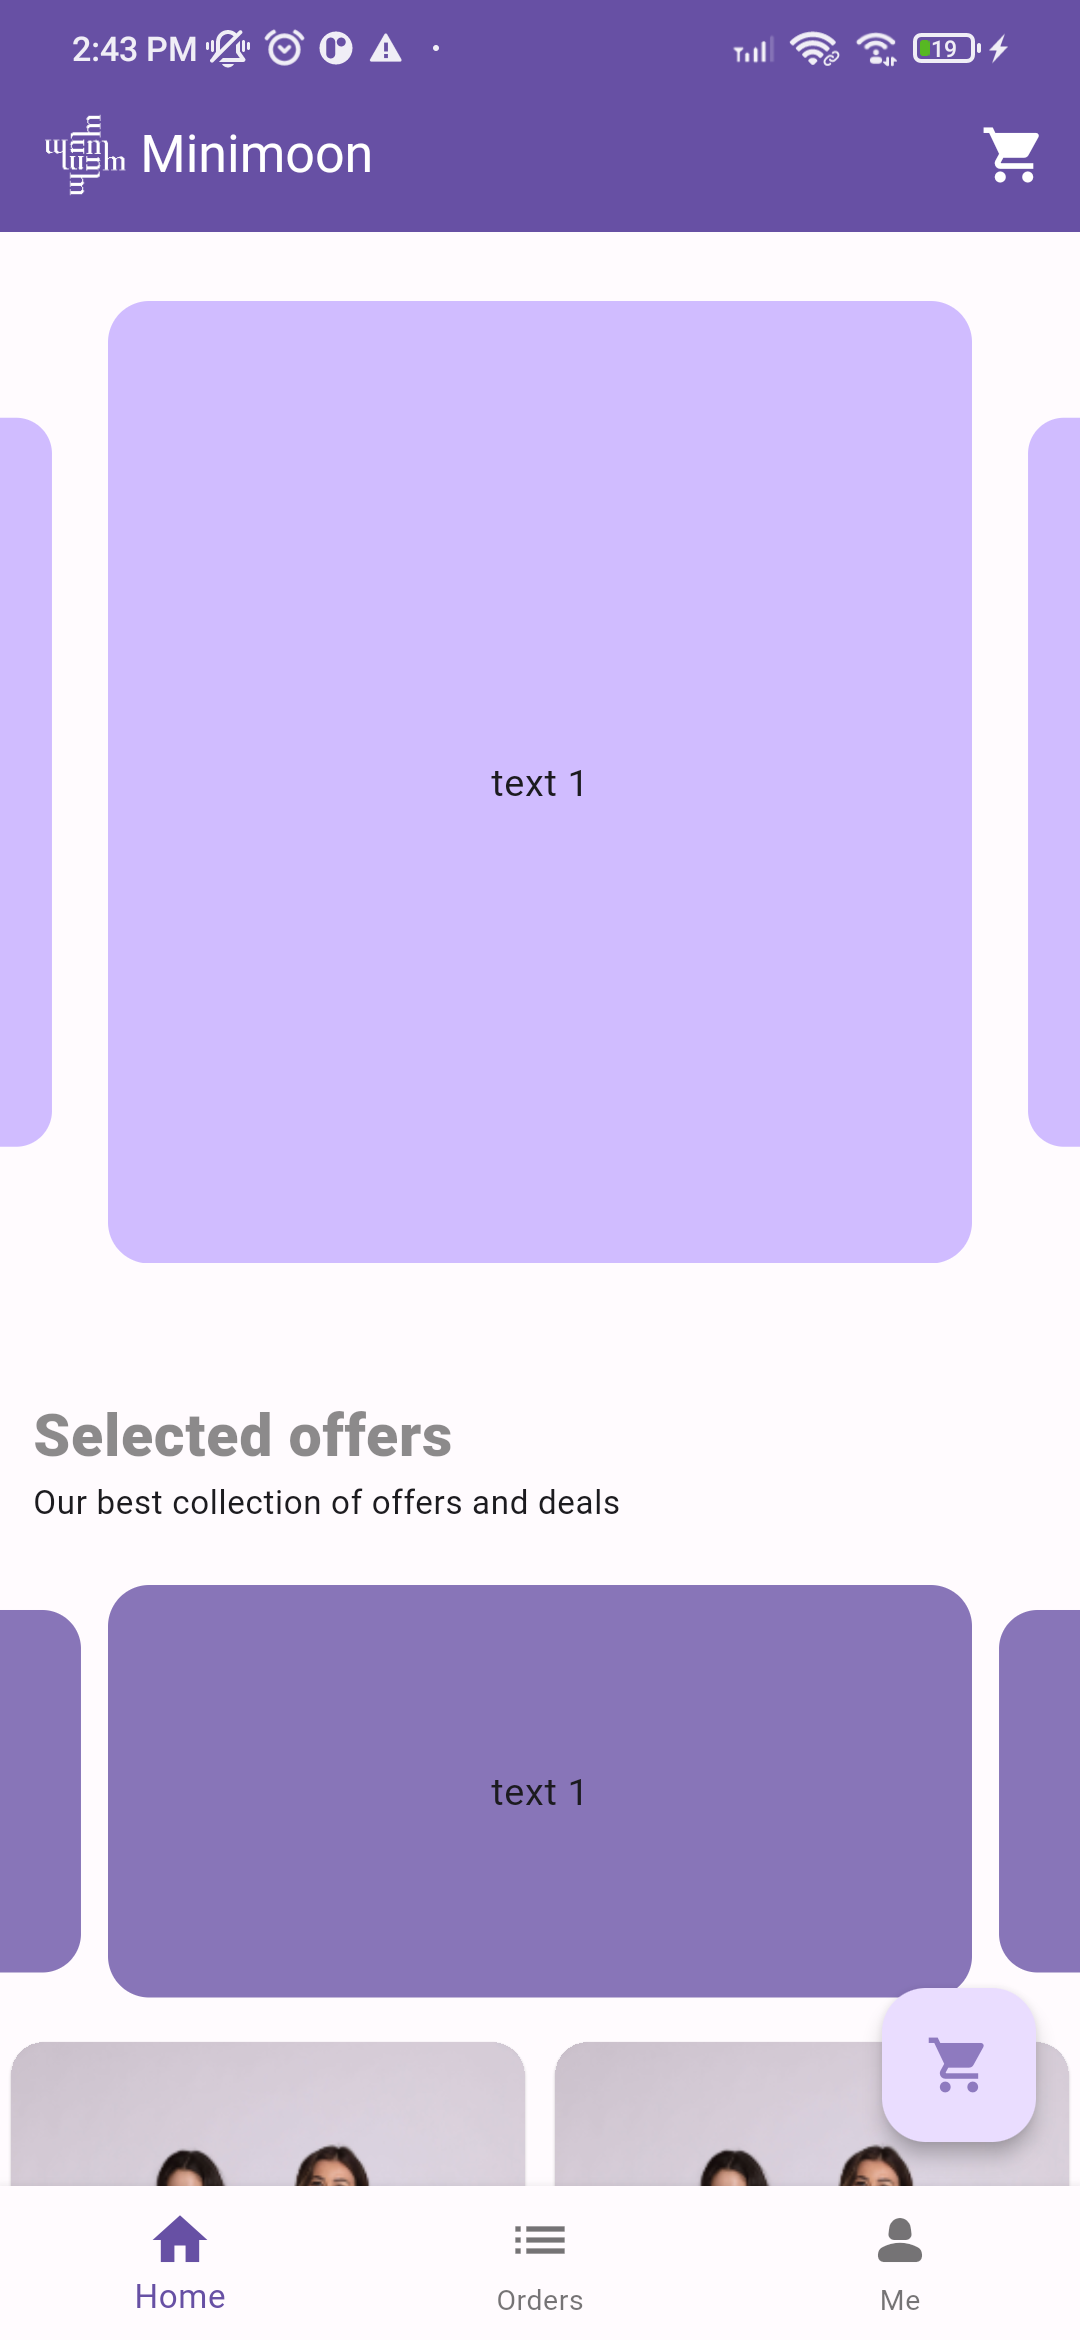 2:43 PM
19
Minimoon
text 1
Selected offers
Our best collection of offers and deals
text 1
Home
Orders
Me